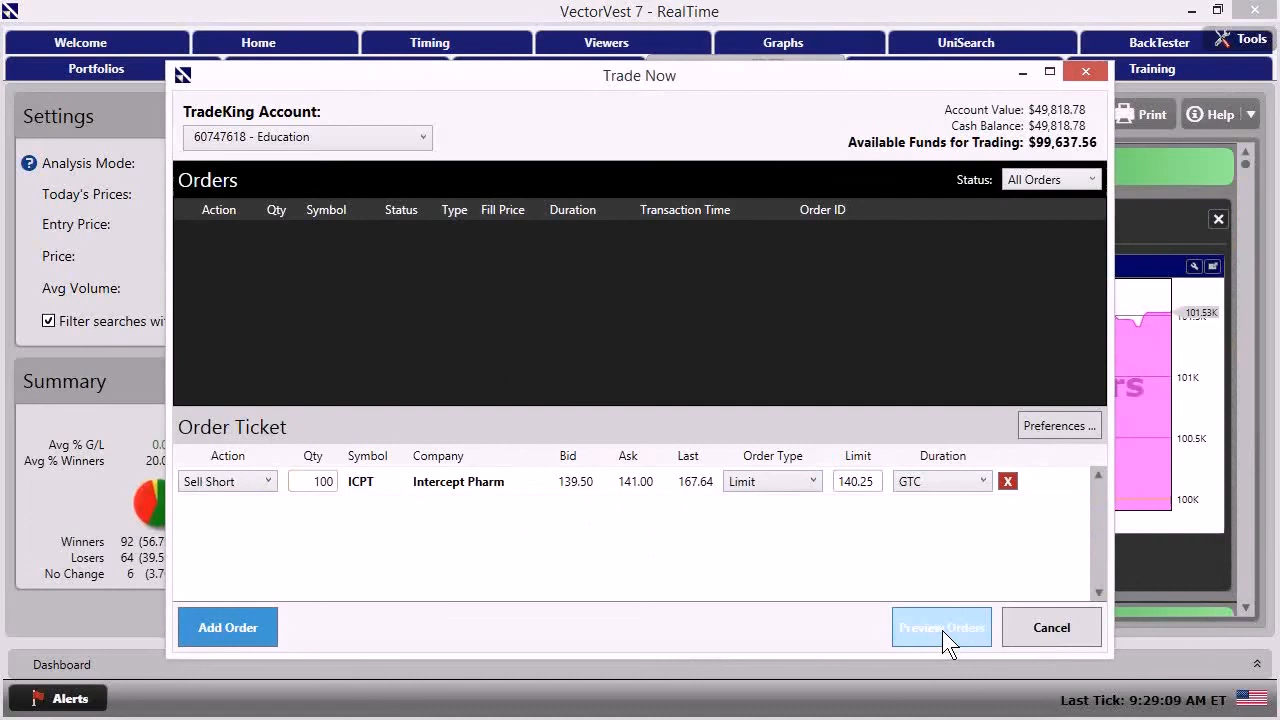 VectorVest 7 - RealTime
Welcome
Home
Timing
Viewers
Graphs
UniSearch
BackTester
Tools
Portfolios
Training
Trade Now
Settings
Print
Help
Analysis Mode:
Today's Prices:
Entry Price:
Price:
Avg Volume:
Filter searches wi
Summary
Avg % G/L 0.0
Avg % Winners 20.0
Winners 92 (56.7
Losers 64 (39.5
No Change 6 (3.7
TradeKing Account:
60747618 - Education
Account Value: $49,818.78
Cash Balance: $49,818.78
Available Funds for Trading: $99,637.56
Orders
Status: All Orders
Action Qty Symbol Status Type Fill Price Duration Transaction Time Order ID
Order Ticket
Preferences ...
Action Qty Symbol Company Bid Ask Last Order Type Limit Duration
Sell Short 100 ICPT Intercept Pharm 139.50 141.00 167.64 Limit 140.25 GTC X
Add Order
Preview Orders
Cancel
101.53K
101K
100.5K
100K
Dashboard
Alerts
Last Tick: 9:29:09 AM ET